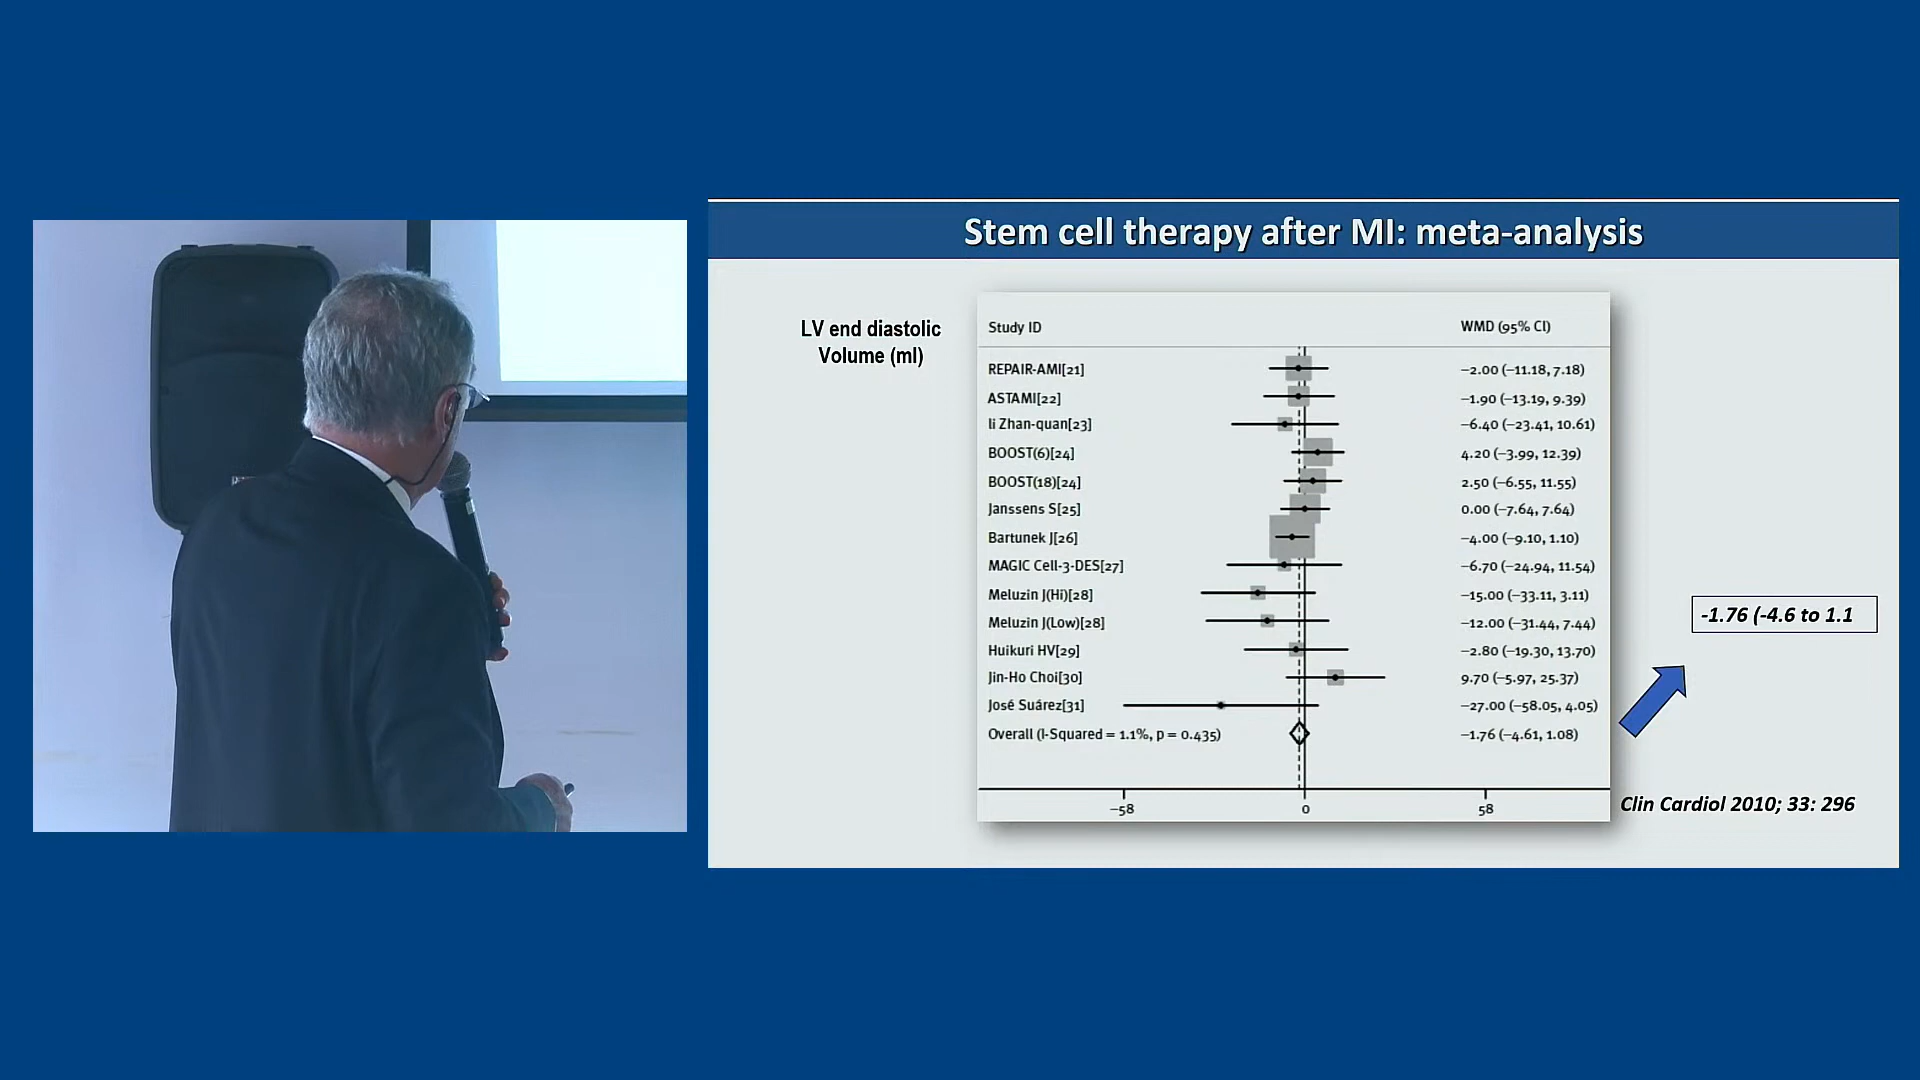 Stem cell therapy after MI: meta-analysis
LV end diastolic
Volume (ml)
Study ID WMD (95% CI)
REPAIR-AMI[21] −2.00 (−11.18, 7.18)
ASTAMI[22] −1.90 (−13.19, 9.39)
li Zhan-quan[23] −6.40 (−23.41, 10.61)
BOOST(6)[24] 4.20 (−3.99, 12.39)
BOOST(18)[24] 2.50 (−6.55, 11.55)
Janssens S[25] 0.00 (−7.64, 7.64)
Bartunek J[26] −4.00 (−9.10, 1.10)
MAGIC Cell-3-DES[27] −6.70 (−24.94, 11.54)
Meluzin J(Hi)[28] −15.00 (−33.11, 3.11)
Meluzin J(Low)[28] −12.00 (−31.44, 7.44)
Huikuri HV[29] −2.80 (−19.30, 13.70)
Jin-Ho Choi[30] 9.70 (−5.97, 25.37)
José Suárez[31] −27.00 (−58.05, 4.05)
Overall (I-Squared = 1.1%, p = 0.435) −1.76 (−4.61, 1.08)
−58 0 58
-1.76 (-4.6 to 1.1
Clin Cardiol 2010; 33: 296